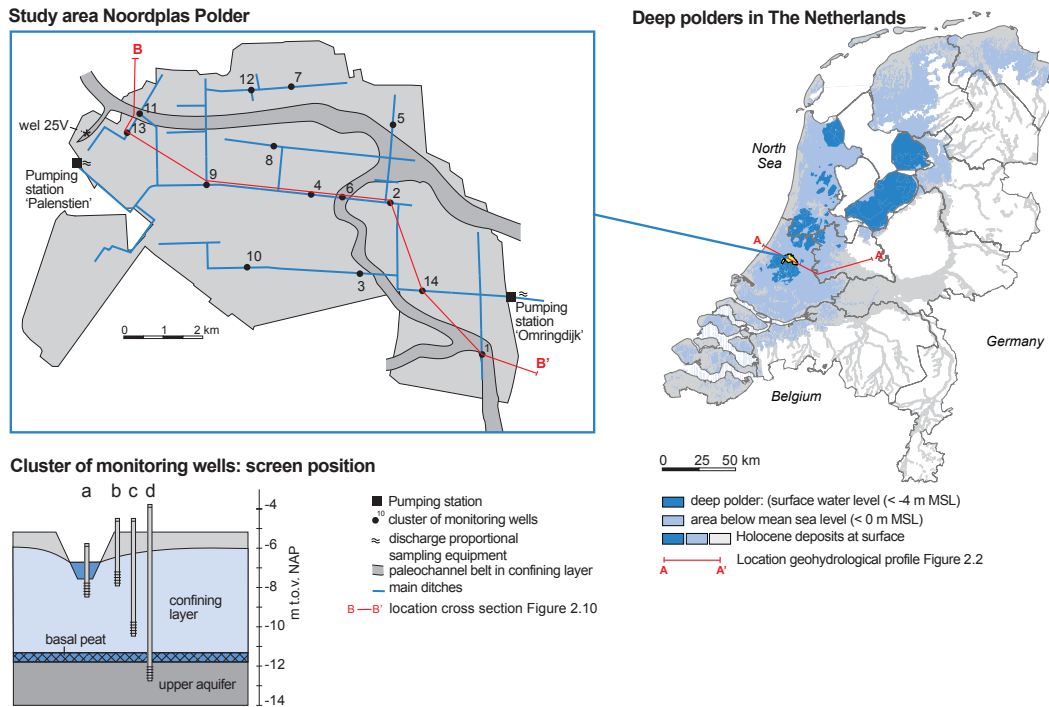 Study area Noordplas Polder
B
12
7
11
5
wel 25V
13
8
Pumping
station
'Palenstien'
9
4
6
2
10
3
14
0 1 2 km
Pumping
station
'Omringdijk'
1
B'
Deep polders in The Netherlands
North
Sea
A
A'
Germany
Belgium
0 25 50 km
deep polder: (surface water level (< -4 m MSL)
area below mean sea level (< 0 m MSL)
Holocene deposits at surface
A A' Location geohydrological profile Figure 2.2
Cluster of monitoring wells: screen position
a b c d
-4
-6
-8
-10
-12
-14
m t.o.v. NAP
confining
layer
basal peat
upper aquifer
Pumping station
10 cluster of monitoring wells
discharge proportional
sampling equipment
paleochannel belt in confining layer
main ditches
B B' location cross section Figure 2.10